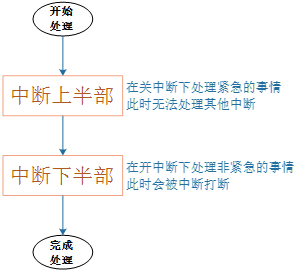 开始
处理
中断上半部
在关中断下处理紧急的事情
此时无法处理其他中断
中断下半部
在开中断下处理非紧急的事情
此时会被中断打断
完成
处理